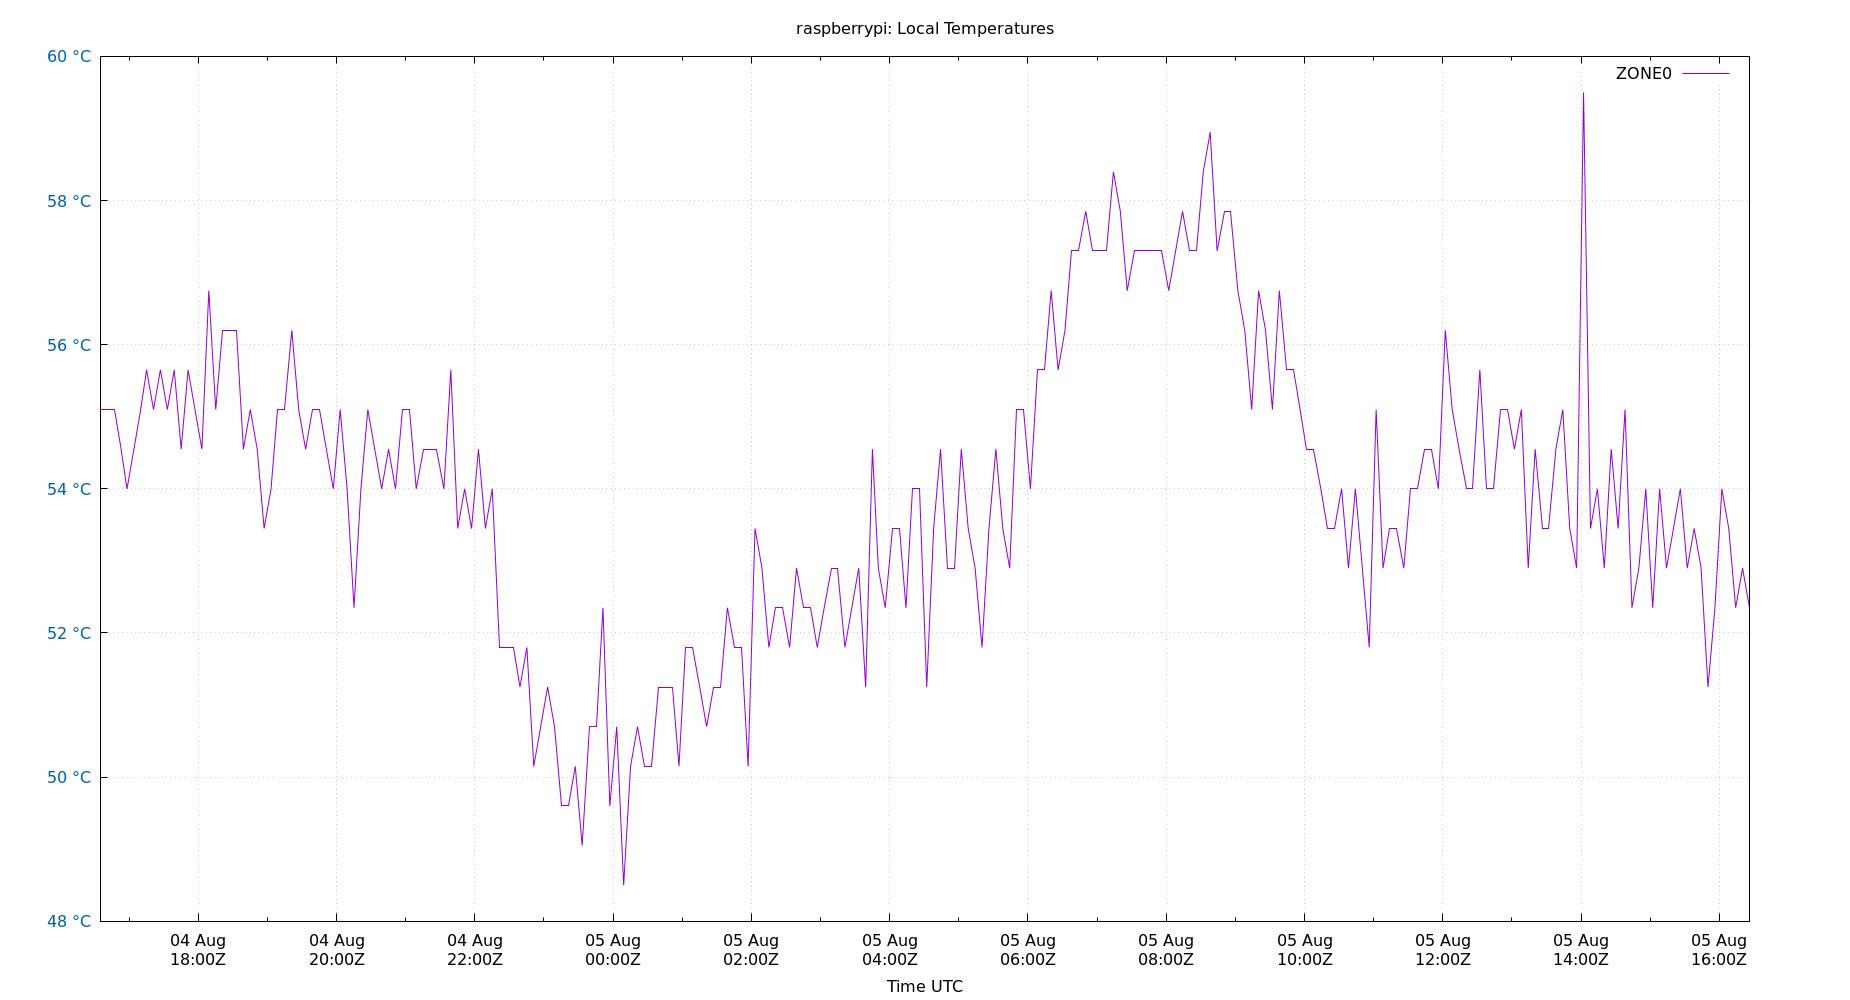 raspberrypi: Local Temperatures
60 °C
ZONE0
58 °C
56 °C
54 °C
52 °C
50 °C
48 °C
04 Aug 04 Aug 04 Aug 05 Aug 05 Aug 05 Aug 05 Aug 05 Aug 05 Aug 05 Aug 05 Aug 05 Aug
18:00Z 20:00Z 22:00Z 00:00Z 02:00Z 04:00Z 06:00Z 08:00Z 10:00Z 12:00Z 14:00Z 16:00Z
Time UTC